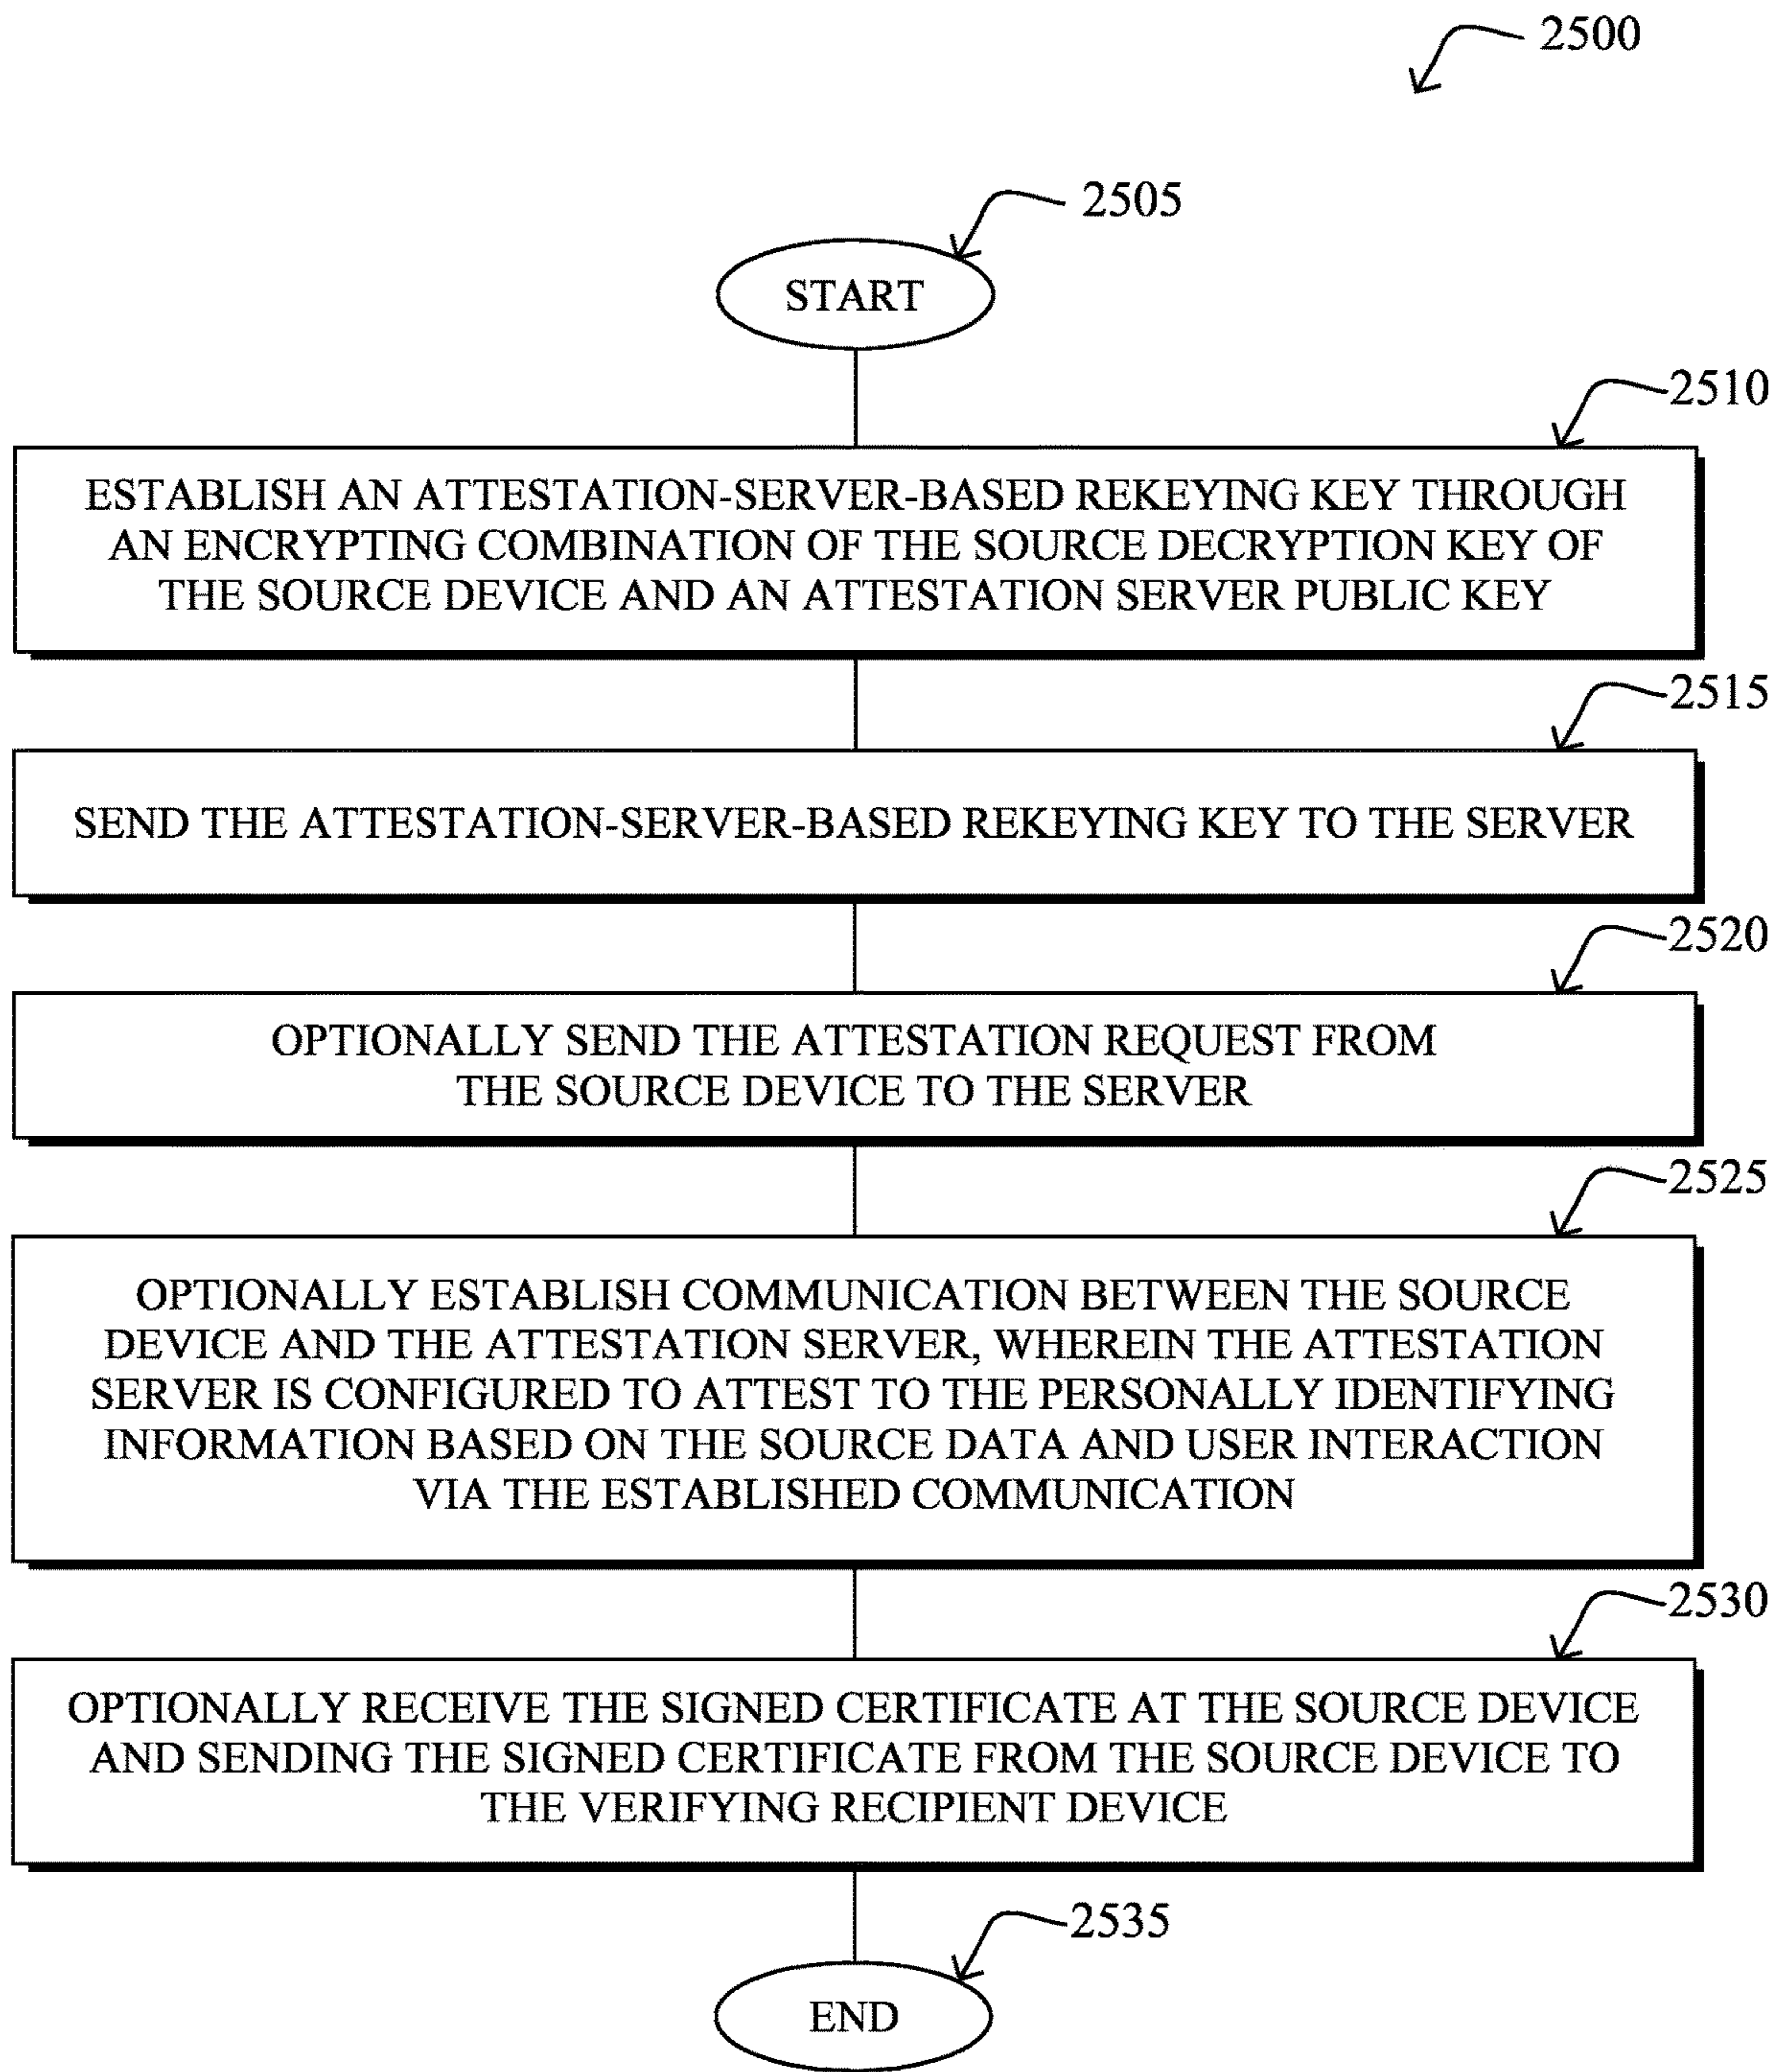 2500
2505
START
2510
ESTABLISH AN ATTESTATION-SERVER-BASED REKEYING KEY THROUGH
AN ENCRYPTING COMBINATION OF THE SOURCE DECRYPTION KEY OF
THE SOURCE DEVICE AND AN ATTESTATION SERVER PUBLIC KEY
2515
SEND THE ATTESTATION-SERVER-BASED REKEYING KEY TO THE SERVER
2520
OPTIONALLY SEND THE ATTESTATION REQUEST FROM
THE SOURCE DEVICE TO THE SERVER
2525
OPTIONALLY ESTABLISH COMMUNICATION BETWEEN THE SOURCE
DEVICE AND THE ATTESTATION SERVER, WHEREIN THE ATTESTATION
SERVER IS CONFIGURED TO ATTEST TO THE PERSONALLY IDENTIFYING
INFORMATION BASED ON THE SOURCE DATA AND USER INTERACTION
VIA THE ESTABLISHED COMMUNICATION
2530
OPTIONALLY RECEIVE THE SIGNED CERTIFICATE AT THE SOURCE DEVICE
AND SENDING THE SIGNED CERTIFICATE FROM THE SOURCE DEVICE TO
THE VERIFYING RECIPIENT DEVICE
2535
END